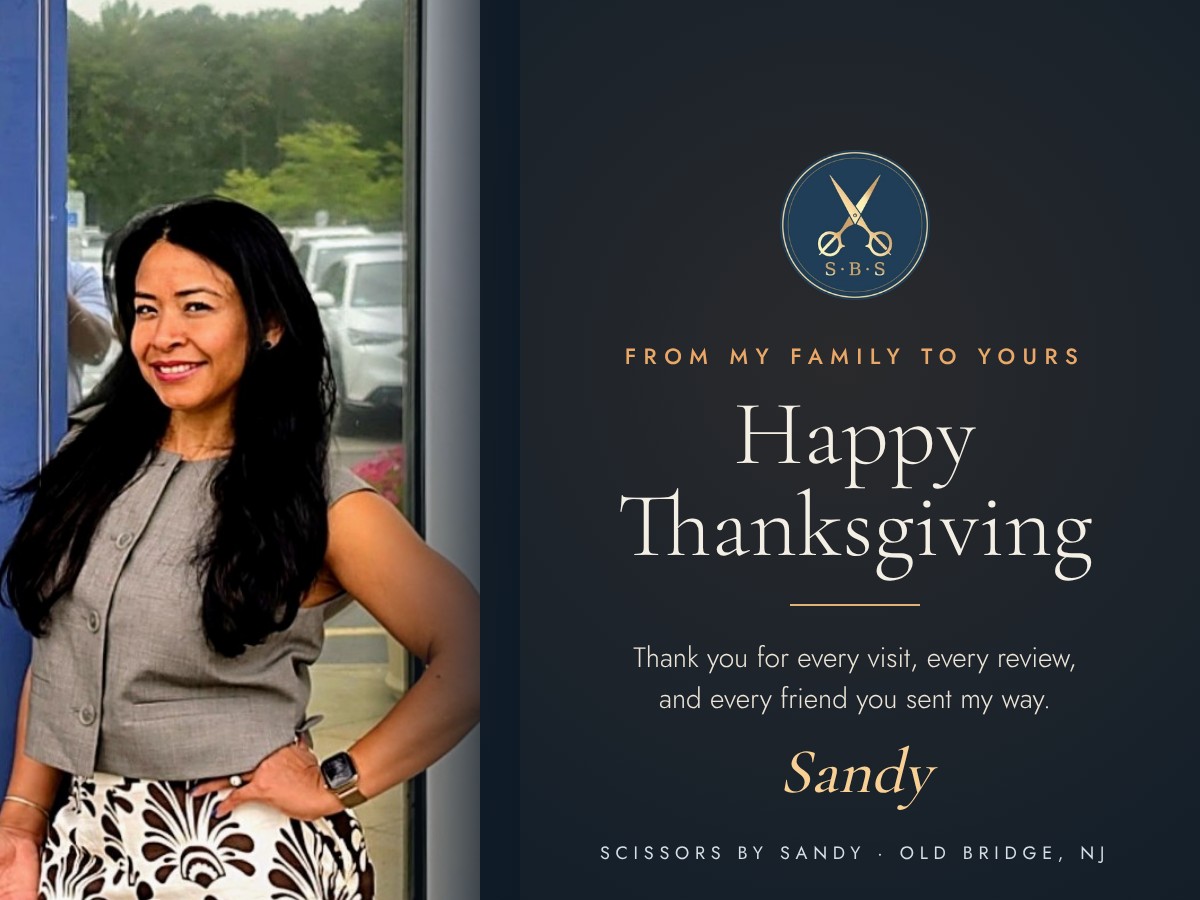 S·B·S
FROM MY FAMILY TO YOURS
Happy
Thanksgiving
Thank you for every visit, every review,
and every friend you sent my way.
Sandy
SCISSORS BY SANDY · OLD BRIDGE, NJ